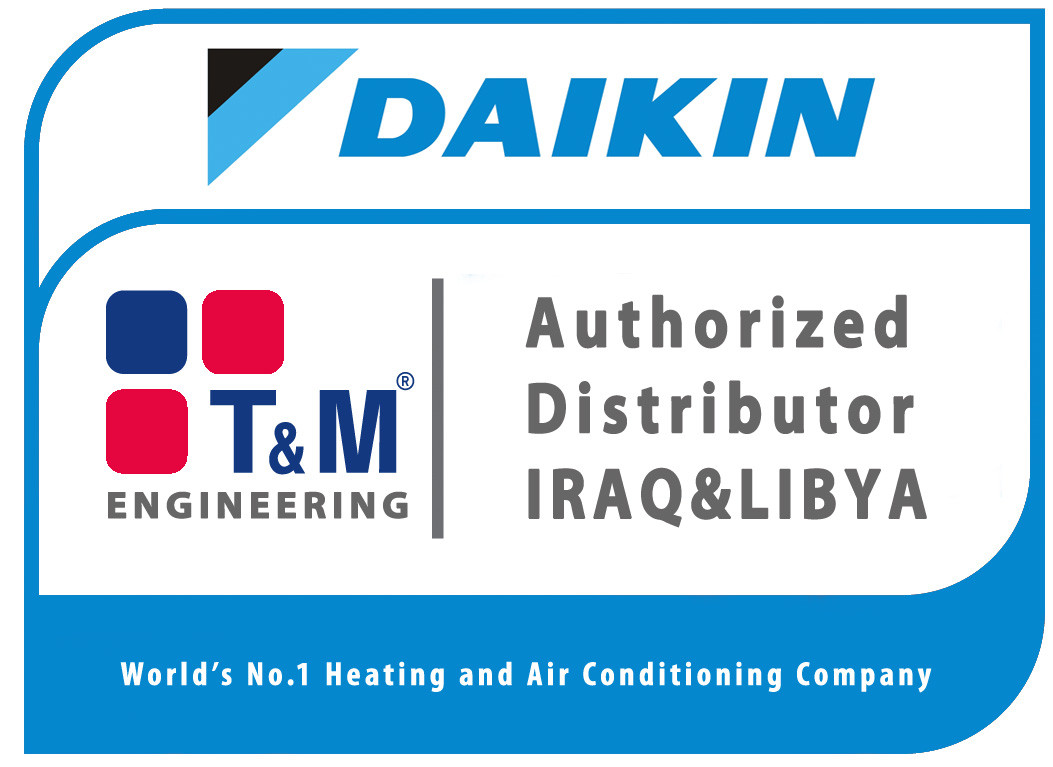 DAIKIN
T&M®
ENGINEERING
Authorized
Distributor
IRAQ&LIBYA
World's No.1 Heating and Air Conditioning Company